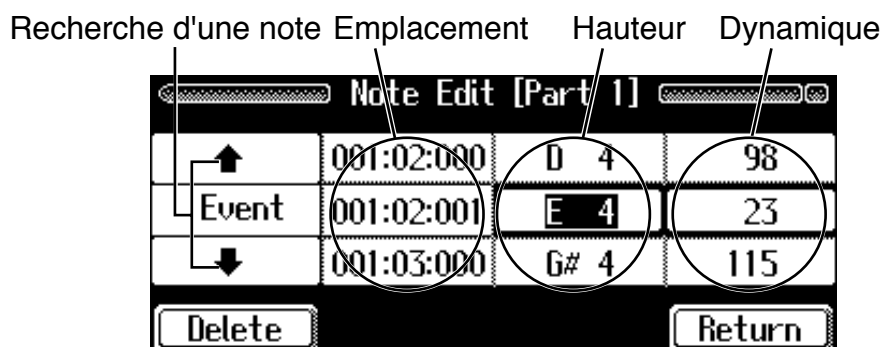 Recherche d'une note Emplacement Hauteur Dynamique
Note Edit [Part 1]
001:02:000 D 4 98
Event 001:02:001 E 4 23
001:03:000 G# 4 115
Delete Return